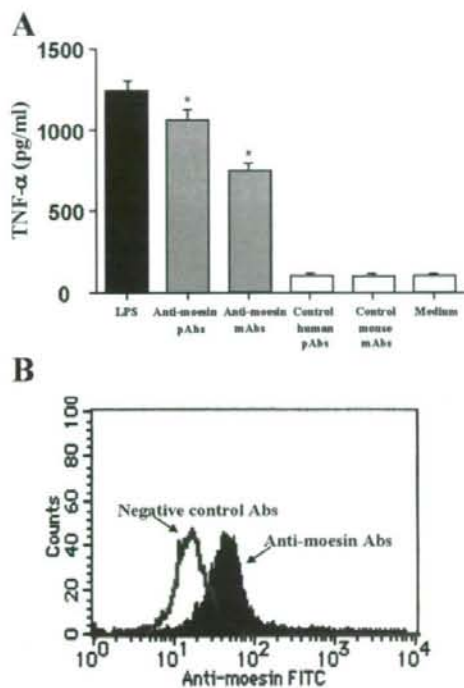 A
TNF-α (pg/ml)
1500
1000
500
0
LPS
Anti-moesin
pAbs
Anti-moesin
mAbs
Control
human
pAbs
Control
mouse
mAbs
Medium
*
*
B
Counts
100
80
60
40
20
0
Negative control Abs
Anti-moesin Abs
10⁰
10¹
10²
10³
10⁴
Anti-moesin FITC